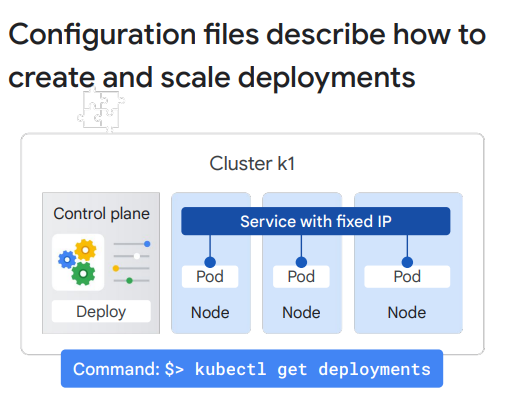 Configuration files describe how to
create and scale deployments
Cluster k1
Control plane
Deploy
Service with fixed IP
Pod
Pod
Pod
Node
Node
Node
Command: $> kubectl get deployments